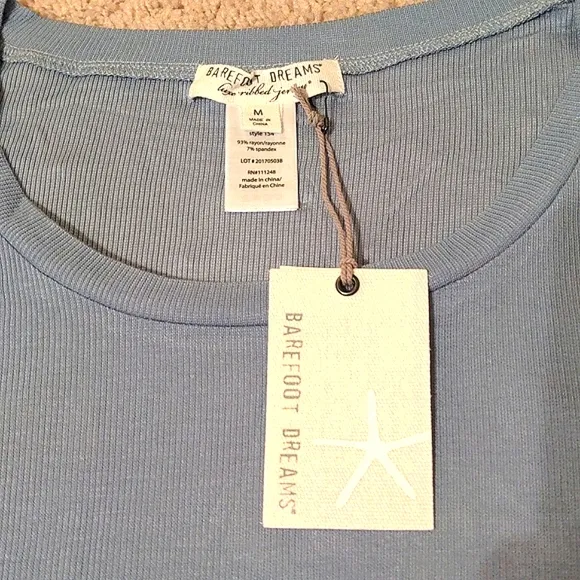 BAREFOOT DREAMS®
luxe ribbed jersey®
M
MADE IN
CHINA
style 134
93% rayon/rayonne
7% spandex
LOT # 201705038
RN#111248
made in china/
Fabriqué en Chine
BAREFOOT DREAMS®